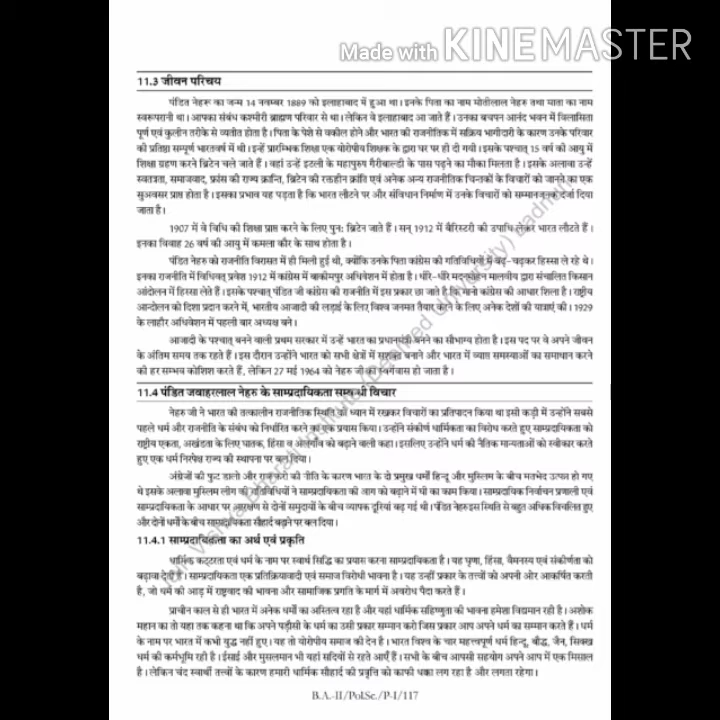 Made with KINEMASTER
11.3 जीवन परिचय
पंडित नेहरू का जन्म 14 नवम्बर 1889 को इलाहाबाद में हुआ था। इनके पिता का नाम मोतीलाल नेहरु तथा माता का नाम
स्वरूपरानी था। आपका संबंध कश्मीरी ब्राह्मण परिवार से था। लेकिन वे इलाहाबाद आ जाते हैं। उनका बचपन आनंद भवन में विलासिता
पूर्ण एवं कुलीन तरीके से व्यतीत होता है। पिता के पेशे से वकील होने और भारत की राजनीतिक में सक्रिय भागीदारी के कारण उनके परिवार
की प्रतिष्ठा सम्पूर्ण भारतवर्ष में थी। इन्हें प्रारम्भिक शिक्षा एक योरोपीय शिक्षक के द्वारा घर पर ही दी गयी। इसके पश्चात् 15 वर्ष की आयु में
शिक्षा ग्रहण करने ब्रिटेन चले जाते हैं। वहां उन्हें इटली के महापुरुष गैरीबाल्डी के पास पढ़ने का मौका मिलता है। इसके अलावा उन्हें
स्वतंत्रता, समाजवाद, फ्रांस की राज्य क्रान्ति, ब्रिटेन की रक्तहीन क्रांति एवं अनेक अन्य राजनीतिक चिन्तकों के विचारों को जानने का एक
सुअवसर प्राप्त होता है। इसका प्रभाव यह पड़ता है कि भारत लौटने पर और संविधान निर्माण में उनके विचारों को सम्मानजनक दर्जा दिया
जाता है।
1907 में वे विधि की शिक्षा प्राप्त करने के लिए पुनः ब्रिटेन जाते हैं। सन् 1912 में बैरिस्टरी की उपाधि लेकर भारत लौटते हैं।
इनका विवाह 26 वर्ष की आयु में कमला कौर के साथ होता है।
पंडित नेहरु को राजनीति विरासत में ही मिली हुई थी, क्योंकि उनके पिता कांग्रेस की गतिविधियों में बढ़-चढ़कर हिस्सा ले रहे थे।
इनका राजनीति में विधिवत् प्रवेश 1912 में कांग्रेस में बाकीमपुर अधिवेशन में होता है। धीरे-धीरे मदनमोहन मालवीय द्वारा संचालित किसान
आंदोलन में हिस्सा लेते हैं। इसके पश्चात् पंडित जी कांग्रेस की राजनीति में इस प्रकार छा जाते है कि मानो कांग्रेस की आधार शिला है। राष्ट्रीय
आन्दोलन को दिशा प्रदान करने में, भारतीय आजादी की लड़ाई के लिए विश्व जनमत तैयार करने के लिए अनेक देशों की यात्राएं की। 1929
के लाहौर अधिवेशन में पहली बार अध्यक्ष बने।
आजादी के पश्चात् बनने वाली प्रथम सरकार में उन्हें भारत का प्रधानमंत्री बनने का सौभाग्य होता है। इस पद पर वे अपने जीवन
के अंतिम समय तक रहते हैं। इस दौरान उन्होंने भारत को सभी क्षेत्रों में सशक्त बनाने और भारत में व्याप्त समस्याओं का समाधान करने
की हर सम्भव कोशिश करते हैं, लेकिन 27 मई 1964 को नेहरु जी का स्वर्गवास हो जाता है।
11.4 पंडित जवाहरलाल नेहरु के साम्प्रदायिकता सम्बन्धी विचार
नेहरु जी ने भारत की तत्कालीन राजनीतिक स्थिति को ध्यान में रखकर विचारों का प्रतिपादन किया था इसी कड़ी में उन्होंने सबसे
पहले धर्म और राजनीति के संबंध को निर्धारित करने का एक प्रयास किया। उन्होंने संकीर्ण धार्मिकता का विरोध करते हुए साम्प्रदायिकता को
राष्ट्रीय एकता, अखंडता के लिए घातक, हिंसा व अलगाव को बढ़ाने वाली कहा। इसलिए उन्होंने धर्म की नैतिक मान्यताओं को स्वीकार करते
हुए एक धर्म निरपेक्ष राज्य की स्थापना पर बल दिया।
अंग्रेजों की फूट डालो और राज करो की नीति के कारण भारत के दो प्रमुख धर्मों हिन्दू और मुस्लिम के बीच मतभेद उत्पन्न हो गए
थे इसके अलावा मुस्लिम लीग की गतिविधियों ने साम्प्रदायिकता की आग को बढ़ाने में घी का काम किया। साम्प्रदायिक निर्वाचन प्रणाली एवं
साम्प्रदायिकता के आधार पर आरक्षण से दोनों समुदायों के बीच व्यापक दूरियां बढ़ गई थी। पंडित नेहरु इस स्थिति से बहुत अधिक विचलित हुए
और दोनों धर्मों के बीच साम्प्रदायिकता सौहार्द बढ़ाने पर बल दिया।
11.4.1 साम्प्रदायिकता का अर्थ एवं प्रकृति
धार्मिक कट्टरता एवं धर्म के नाम पर स्वार्थ सिद्धि का प्रयास करना साम्प्रदायिकता है। यह घृणा, हिंसा, वैमनस्य एवं संकीर्णता को
बढ़ावा देती है। साम्प्रदायिकता एक प्रतिक्रियावादी एवं समाज विरोधी भावना है। यह उन्हीं प्रकार के तत्त्वों को अपनी ओर आकर्षित करती
है, जो धर्म की आड़ में राष्ट्रवाद की भावना और सामाजिक प्रगति के मार्ग में अवरोध पैदा करते हैं।
प्राचीन काल से ही भारत में अनेक धर्मों का अस्तित्व रहा है और यहां धार्मिक सहिष्णुता की भावना हमेशा विद्यमान रही है। अशोक
महान का तो यहा तक कहना था कि अपने पड़ौसी के धर्म का उसी प्रकार सम्मान करो जिस प्रकार आप अपने धर्म का सम्मान करते हैं। धर्म
के नाम पर भारत में कभी युद्ध नहीं हुए। यह तो योरोपीय समाज की देन है। भारत विश्व के चार महत्त्वपूर्ण धर्म हिन्दू, बौद्ध, जैन, सिक्ख
धर्म की कर्मभूमि रही है। ईसाई और मुसलमान भी यहां सदियों से रहते आएँ हैं। सभी के बीच आपसी सहयोग अपने आप में एक मिसाल
है। लेकिन चंद स्वार्थी तत्त्वों के कारण हमारी धार्मिक सौहार्द की प्रवृत्ति को काफी धक्का लग रहा है और लगता रहेगा।
B.A.-II/Pol.Sc./P-I/117